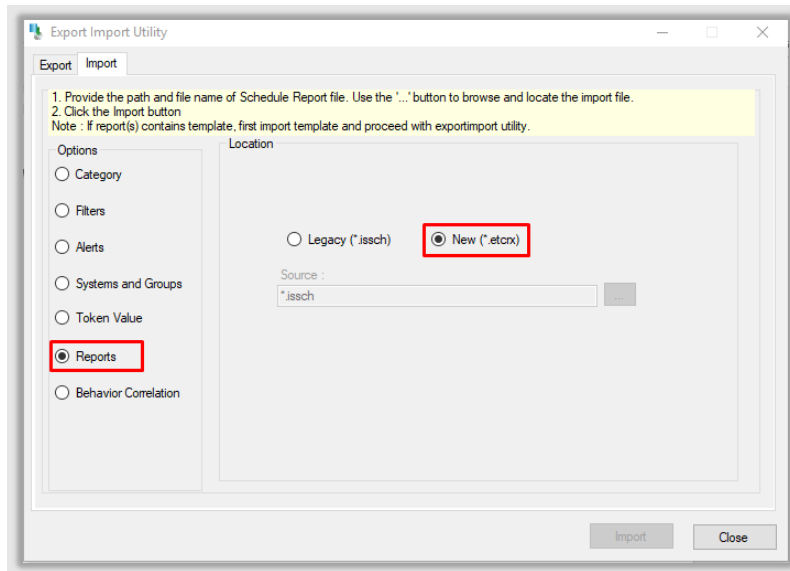 Export Import Utility
Export Import
1. Provide the path and file name of Schedule Report file. Use the '...' button to browse and locate the import file.
2. Click the Import button
Note : If report(s) contains template, first import template and proceed with exportimport utility.
Options
Location
Category
Filters
Alerts
Legacy (*.issch) New (*.etcrx)
Systems and Groups
Source :
*.issch ...
Token Value
Reports
Behavior Correlation
Import Close